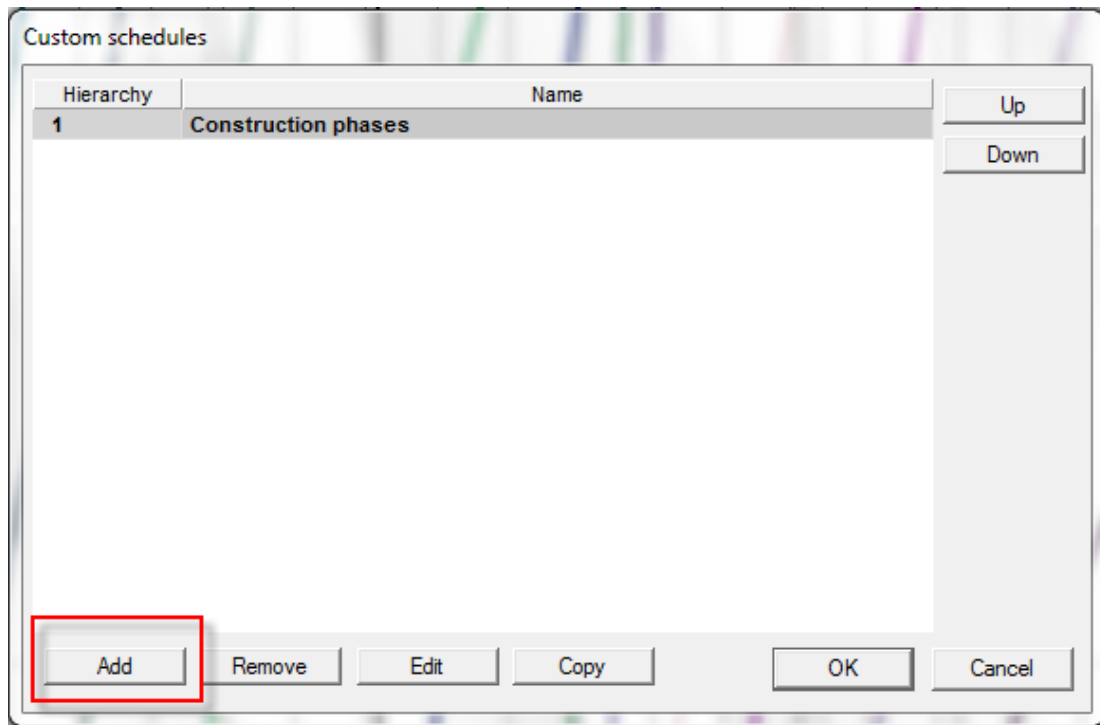 Custom schedules
Hierarchy Name
Up
1 Construction phases
Down
Add Remove Edit Copy OK Cancel